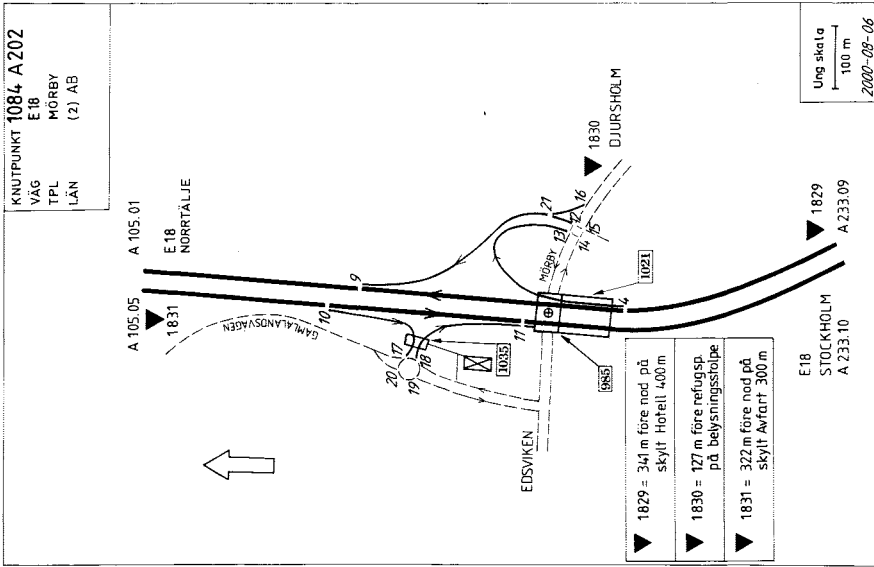 KNUTPUNKT 1084 A202
VÄG E18
TPL MÖRBY
LÄN (2) AB
A 105.01
E18
NORRTÄLJE
A 105.05
1831
GAMLALANDSVÄGEN
9
10
17
18
19
20
1035
11
21
16
12
13
14
15
1830
DJURSHOLM
MÖRBY
1021
4
985
EDSVIKEN
1829
A 233.09
E18
STOCKHOLM
A 233.10
1829 = 341 m före nod på
skylt Hotell 400 m
1830 = 127 m före refugsp.
på belysningsstolpe
1831 = 322 m före nod på
skylt Avfart 300 m
Ung skala
100 m
2000-08-06